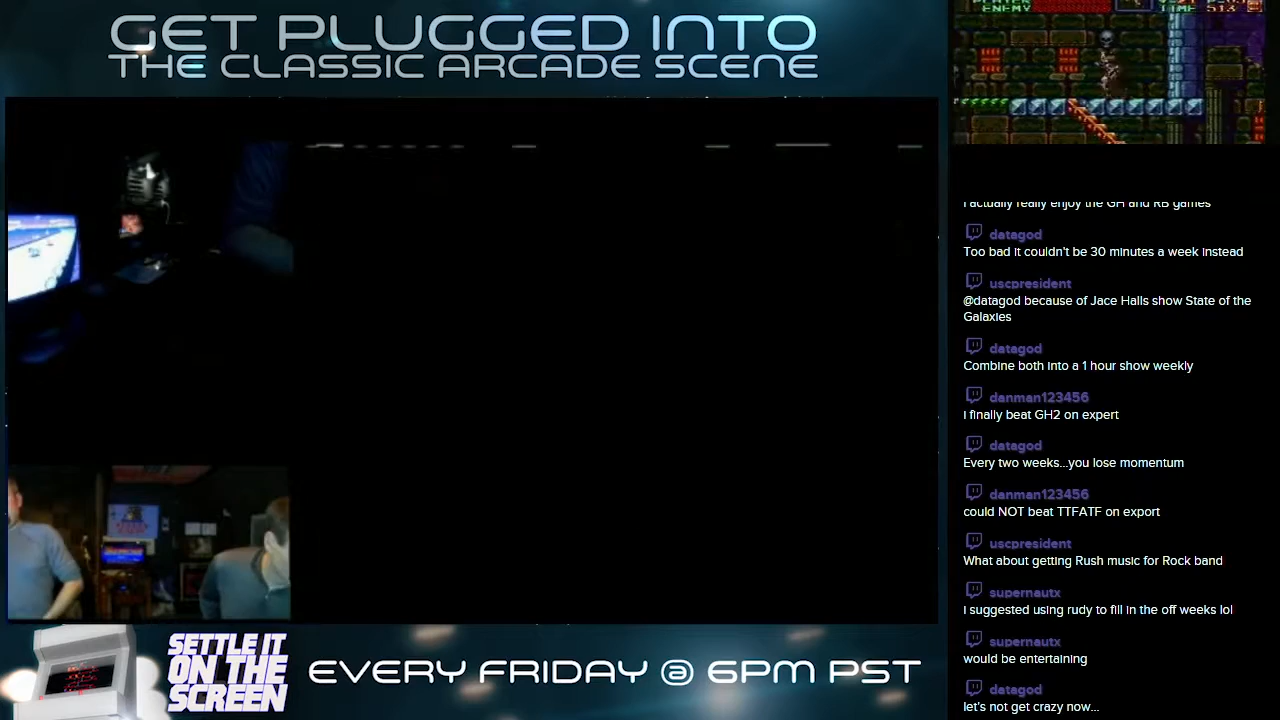 GET PLUGGED INTO
THE CLASSIC ARCADE SCENE
PLAYER
ENEMY
TIME 513
I actually really enjoy the GH and RB games
datagod
Too bad it couldn't be 30 minutes a week instead
uscpresident
@datagod because of Jace Halls show State of the
Galaxies
datagod
Combine both into a 1 hour show weekly
danman123456
I finally beat GH2 on expert
datagod
Every two weeks...you lose momentum
danman123456
could NOT beat TTFATF on export
uscpresident
What about getting Rush music for Rock band
supernautx
I suggested using rudy to fill in the off weeks lol
supernautx
would be entertaining
datagod
let's not get crazy now...
SETTLE IT
ON THE
SCREEN
EVERY FRIDAY @ 6PM PST